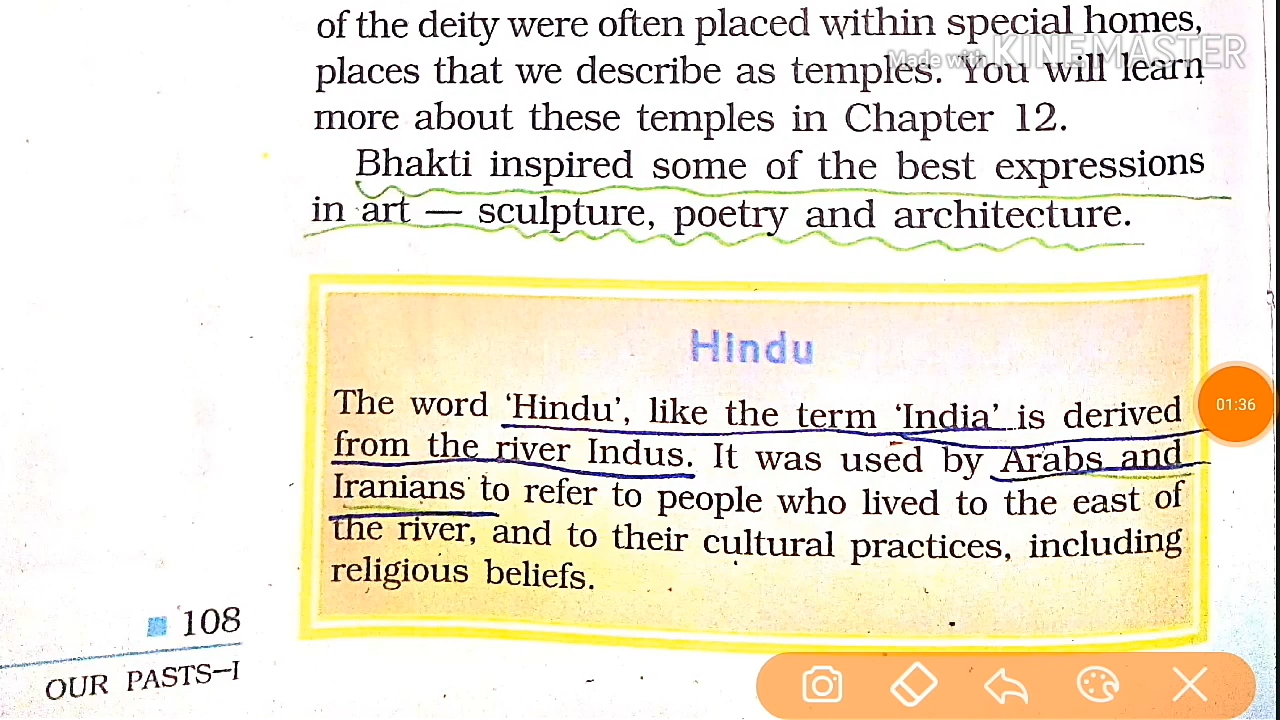 of the deity were often placed within special homes,
Made with KINEMASTER
places that we describe as temples. You will learn
more about these temples in Chapter 12.
Bhakti inspired some of the best expressions
in art — sculpture, poetry and architecture.
Hindu
The word ‘Hindu’, like the term ‘India’ is derived
from the river Indus. It was used by Arabs and
Iranians to refer to people who lived to the east of
the river, and to their cultural practices, including
religious beliefs.
01:36
108
OUR PASTS–I